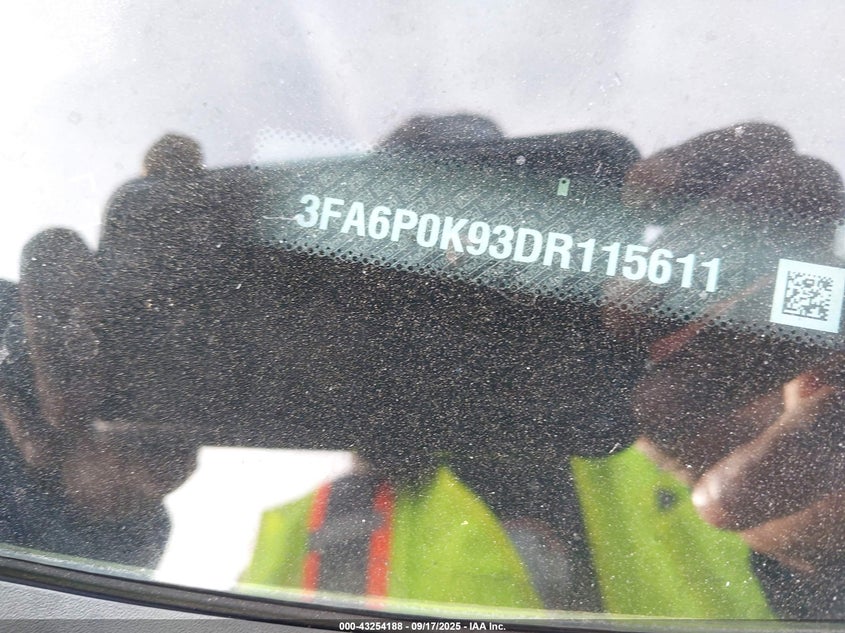 3FA6P0K93DR115611
000-43254188 - 09/17/2025 - IAA Inc.